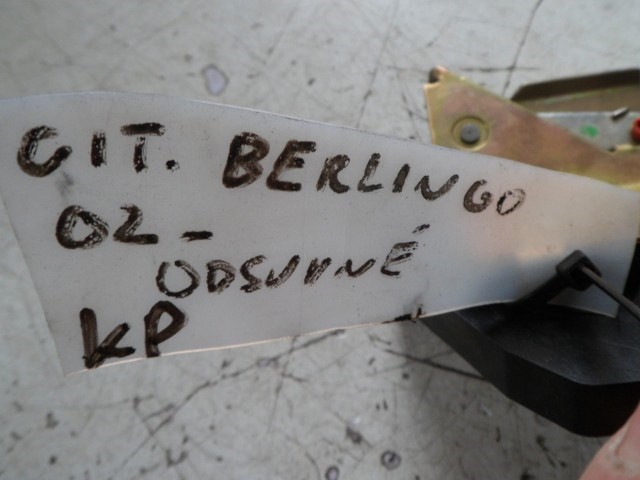 CIT. BERLINGO
02-
ODSUVNÉ
KP